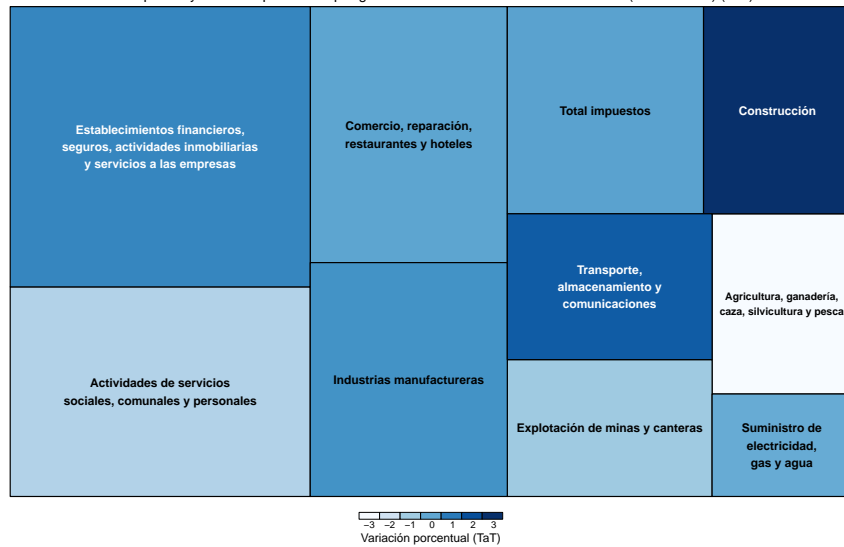 Establecimientos financieros,
seguros, actividades inmobiliarias
y servicios a las empresas
Comercio, reparación,
restaurantes y hoteles
Total impuestos
Construcción
Transporte,
almacenamiento y
comunicaciones
Agricultura, ganadería,
caza, silvicultura y pesca
Actividades de servicios
sociales, comunales y personales
Industrias manufactureras
Explotación de minas y canteras
Suministro de
electricidad,
gas y agua
−3 −2 −1 0 1 2 3
Variación porcentual (TaT)